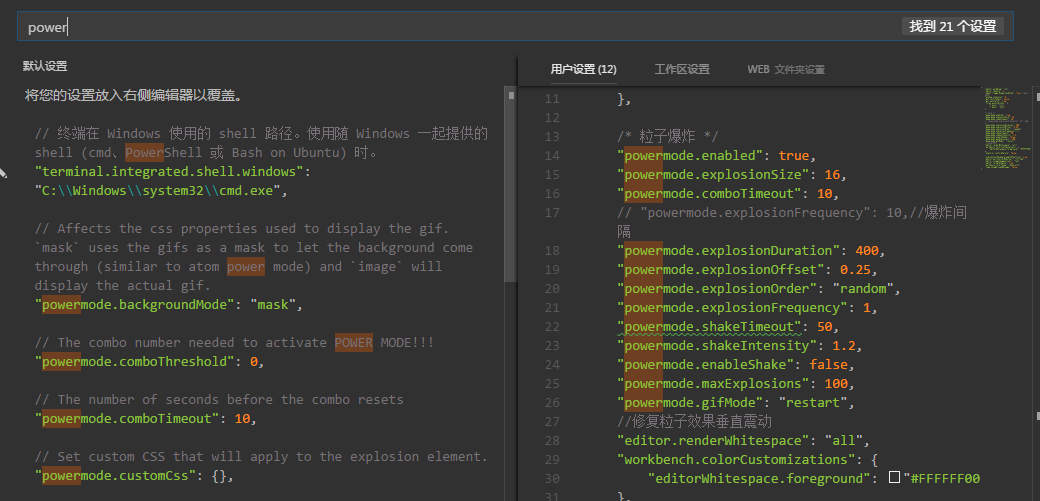 power
找到 21 个设置
默认设置
将您的设置放入右侧编辑器以覆盖。
// 终端在 Windows 使用的 shell 路径。使用随 Windows 一起提供的
shell (cmd、PowerShell 或 Bash on Ubuntu) 时。
"terminal.integrated.shell.windows":
"C:\\Windows\\system32\\cmd.exe",
// Affects the css properties used to display the gif.
`mask` uses the gifs as a mask to let the background come
through (similar to atom power mode) and `image` will
display the actual gif.
"powermode.backgroundMode": "mask",
// The combo number needed to activate POWER MODE!!!
"powermode.comboThreshold": 0,
// The number of seconds before the combo resets
"powermode.comboTimeout": 10,
// Set custom CSS that will apply to the explosion element.
"powermode.customCss": {},
用户设置 (12)
工作区设置
WEB 文件夹设置
11 },
12
13 /* 粒子爆炸 */
14 "powermode.enabled": true,
15 "powermode.explosionSize": 16,
16 "powermode.comboTimeout": 10,
17 // "powermode.explosionFrequency": 10,//爆炸间
隔
18 "powermode.explosionDuration": 400,
19 "powermode.explosionOffset": 0.25,
20 "powermode.explosionOrder": "random",
21 "powermode.explosionFrequency": 1,
22 "powermode.shakeTimeout": 50,
23 "powermode.shakeIntensity": 1.2,
24 "powermode.enableShake": false,
25 "powermode.maxExplosions": 100,
26 "powermode.gifMode": "restart",
27 //修复粒子效果垂直震动
28 "editor.renderWhitespace": "all",
29 "workbench.colorCustomizations": {
30 "editorWhitespace.foreground": "#FFFFFF00
31 },